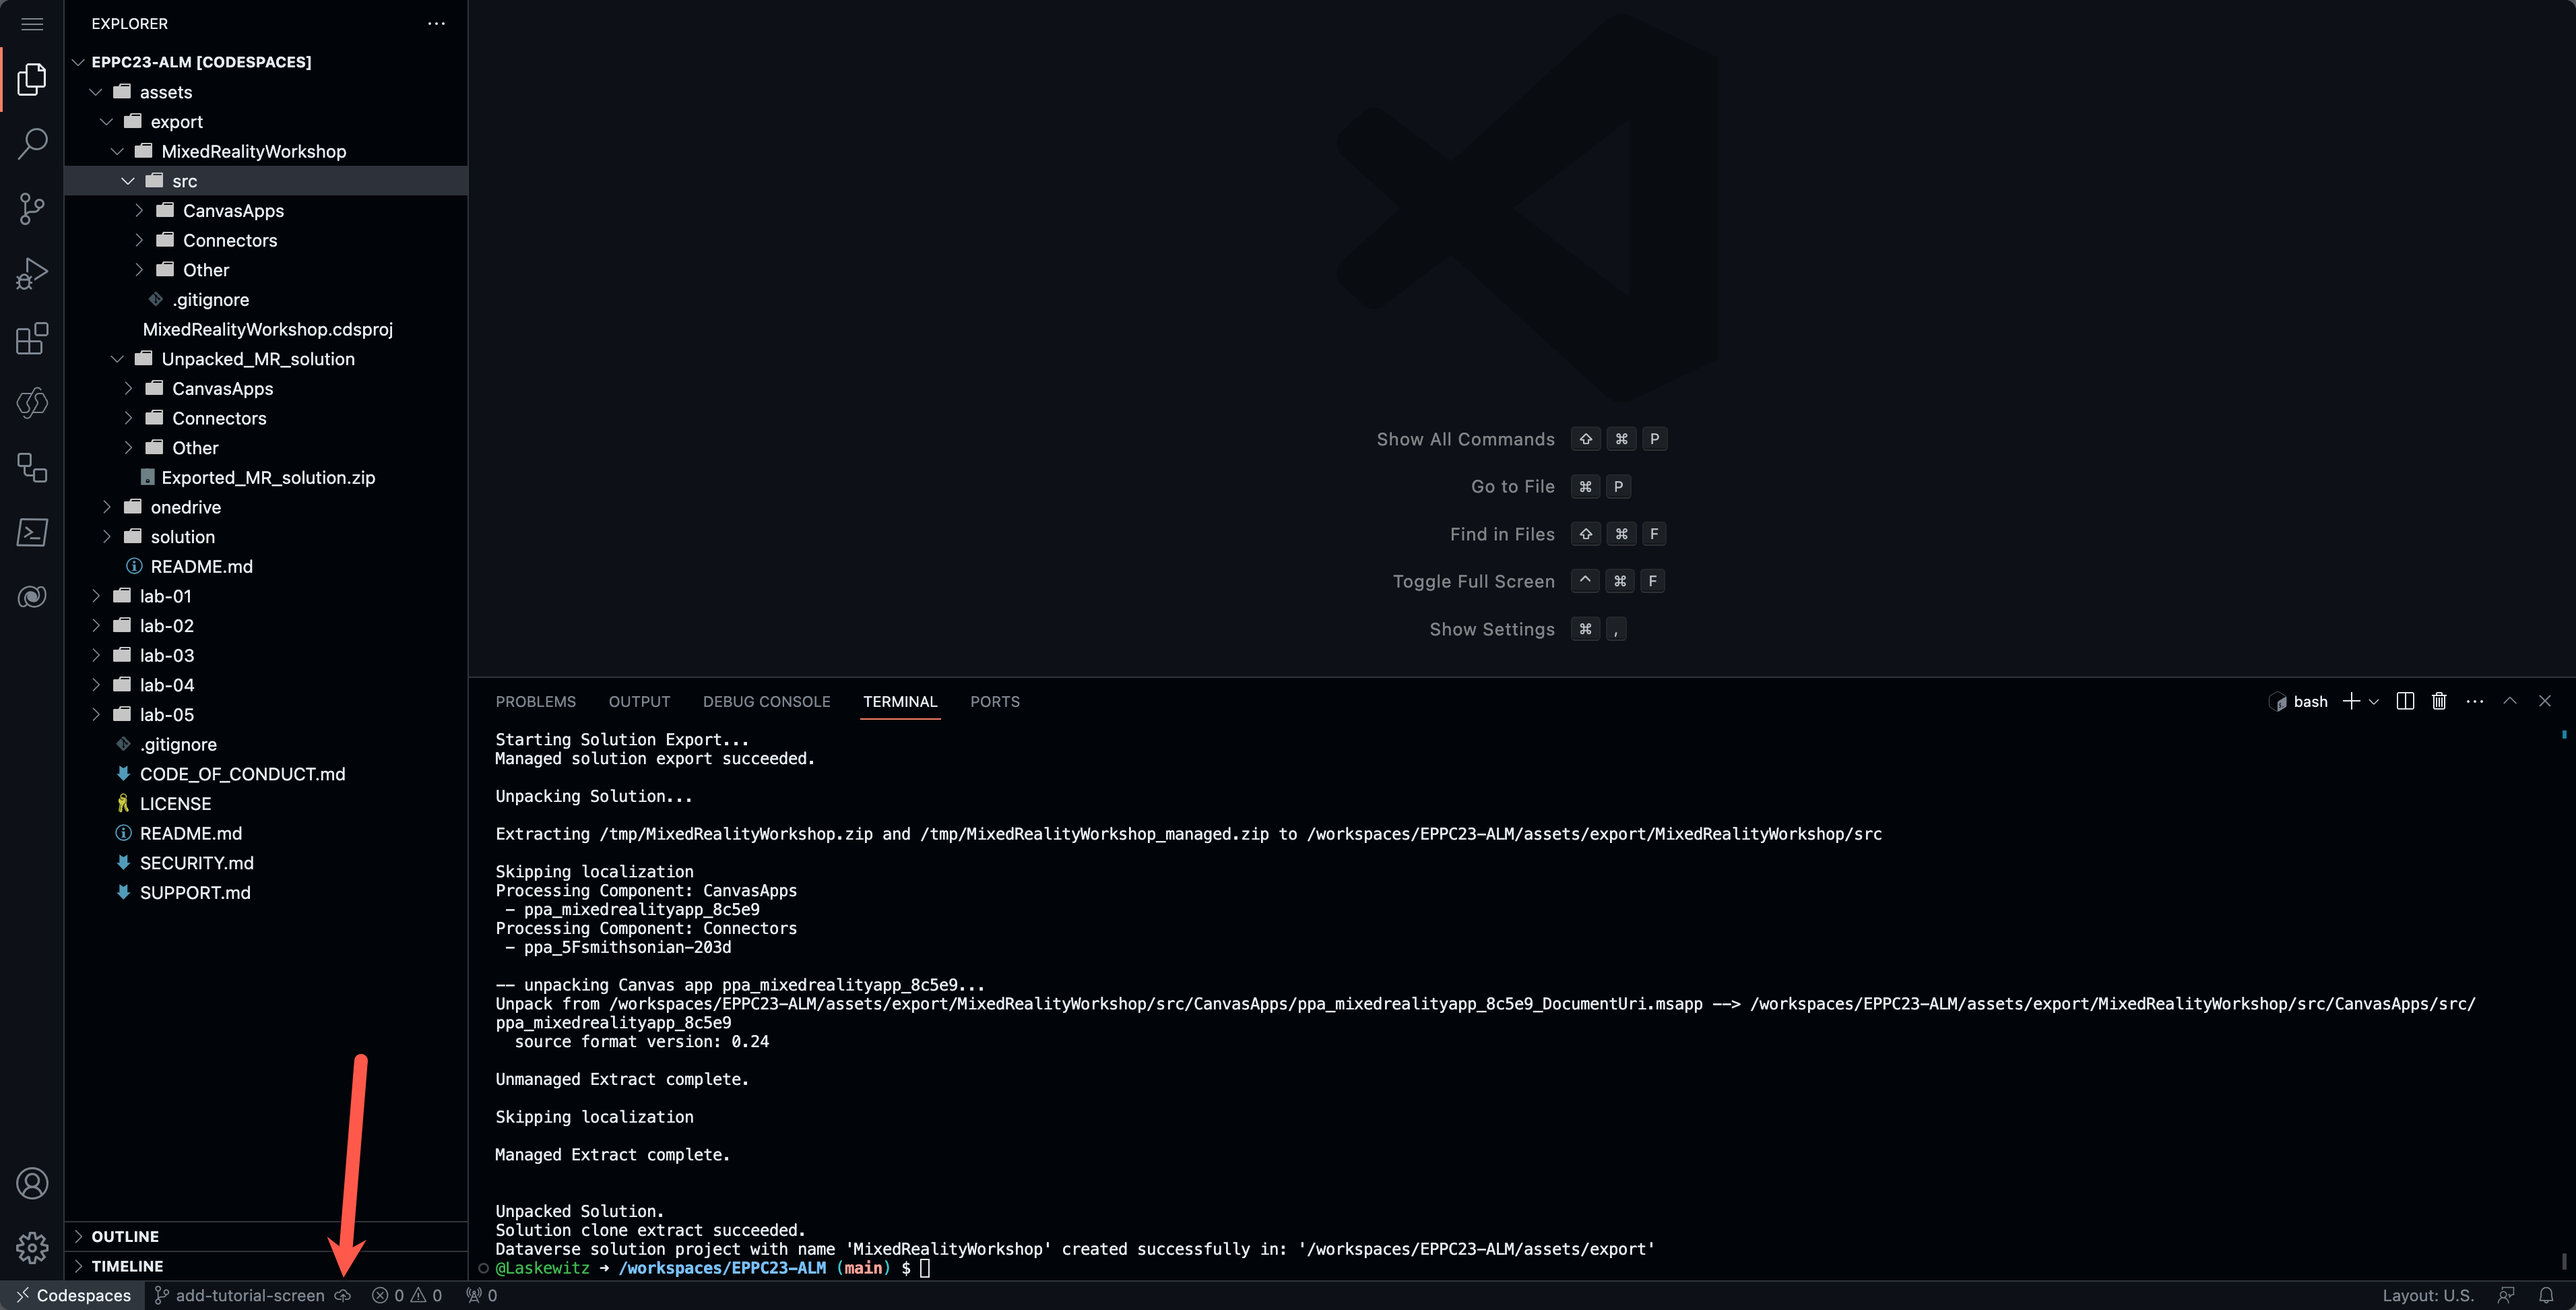 EXPLORER
EPPC23-ALM [CODESPACES]
assets
export
MixedRealityWorkshop
src
CanvasApps
Connectors
Other
.gitignore
MixedRealityWorkshop.cdsproj
Unpacked_MR_solution
CanvasApps
Connectors
Other
Exported_MR_solution.zip
onedrive
solution
README.md
lab-01
lab-02
lab-03
lab-04
lab-05
.gitignore
CODE_OF_CONDUCT.md
LICENSE
README.md
SECURITY.md
SUPPORT.md
OUTLINE
TIMELINE
Show All Commands ⇧ ⌘ P
Go to File ⌘ P
Find in Files ⇧ ⌘ F
Toggle Full Screen ^ ⌘ F
Show Settings ⌘ ,
PROBLEMS OUTPUT DEBUG CONSOLE TERMINAL PORTS bash
Starting Solution Export...
Managed solution export succeeded.
Unpacking Solution...
Extracting /tmp/MixedRealityWorkshop.zip and /tmp/MixedRealityWorkshop_managed.zip to /workspaces/EPPC23-ALM/assets/export/MixedRealityWorkshop/src
Skipping localization
Processing Component: CanvasApps
- ppa_mixedrealityapp_8c5e9
Processing Component: Connectors
- ppa_5Fsmithsonian-203d
-- unpacking Canvas app ppa_mixedrealityapp_8c5e9...
Unpack from /workspaces/EPPC23-ALM/assets/export/MixedRealityWorkshop/src/CanvasApps/ppa_mixedrealityapp_8c5e9_DocumentUri.msapp --> /workspaces/EPPC23-ALM/assets/export/MixedRealityWorkshop/src/CanvasApps/src/
ppa_mixedrealityapp_8c5e9
source format version: 0.24
Unmanaged Extract complete.
Skipping localization
Managed Extract complete.
Unpacked Solution.
Solution clone extract succeeded.
Dataverse solution project with name 'MixedRealityWorkshop' created successfully in: '/workspaces/EPPC23-ALM/assets/export'
@Laskewitz → /workspaces/EPPC23-ALM (main) $
Codespaces add-tutorial-screen 0 0 0 Layout: U.S.